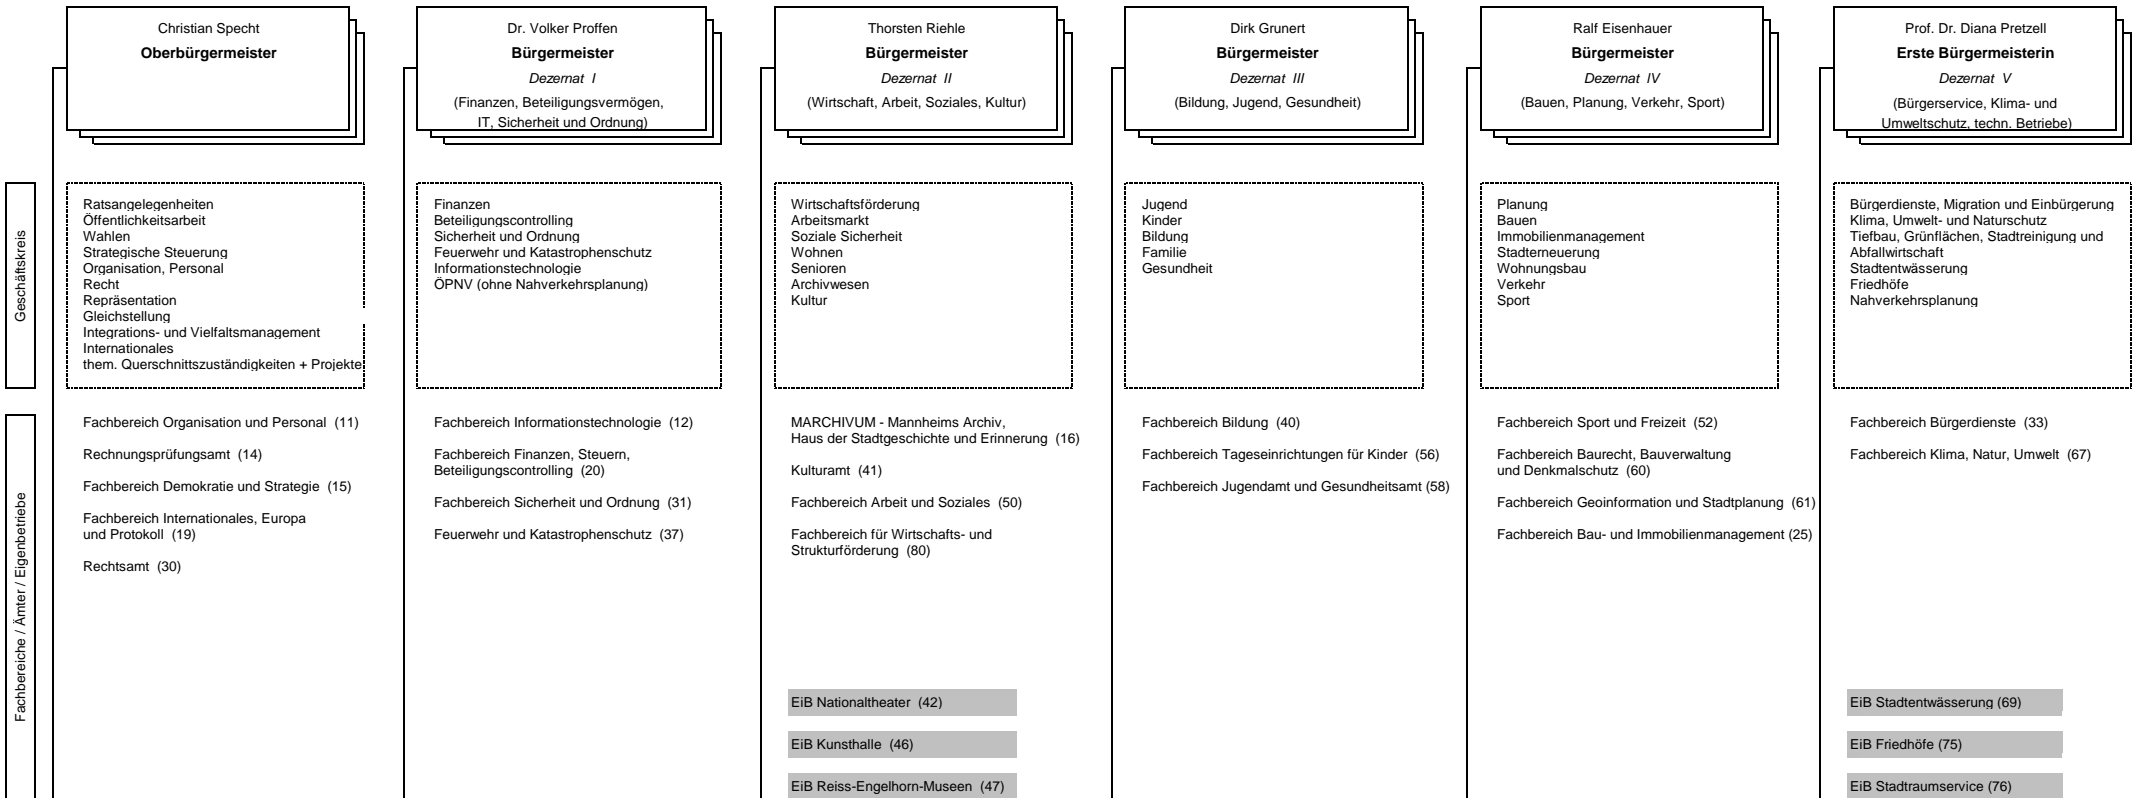 Christian Specht
Oberbürgermeister
Dr. Volker Proffen
Bürgermeister
Dezernat I
(Finanzen, Beteiligungsvermögen,
IT, Sicherheit und Ordnung)
Thorsten Riehle
Bürgermeister
Dezernat II
(Wirtschaft, Arbeit, Soziales, Kultur)
Dirk Grunert
Bürgermeister
Dezernat III
(Bildung, Jugend, Gesundheit)
Ralf Eisenhauer
Bürgermeister
Dezernat IV
(Bauen, Planung, Verkehr, Sport)
Prof. Dr. Diana Pretzell
Erste Bürgermeisterin
Dezernat V
(Bürgerservice, Klima- und
Umweltschutz, techn. Betriebe)
Geschäftskreis
Ratsangelegenheiten
Öffentlichkeitsarbeit
Wahlen
Strategische Steuerung
Organisation, Personal
Recht
Repräsentation
Gleichstellung
Integrations- und Vielfaltsmanagement
Internationales
them. Querschnittszuständigkeiten + Projekte
Finanzen
Beteiligungscontrolling
Sicherheit und Ordnung
Feuerwehr und Katastrophenschutz
Informationstechnologie
ÖPNV (ohne Nahverkehrsplanung)
Wirtschaftsförderung
Arbeitsmarkt
Soziale Sicherheit
Wohnen
Senioren
Archivwesen
Kultur
Jugend
Kinder
Bildung
Familie
Gesundheit
Planung
Bauen
Immobilienmanagement
Stadterneuerung
Wohnungsbau
Verkehr
Sport
Bürgerdienste, Migration und Einbürgerung
Klima, Umwelt- und Naturschutz
Tiefbau, Grünflächen, Stadtreinigung und
Abfallwirtschaft
Stadtentwässerung
Friedhöfe
Nahverkehrsplanung
Fachbereiche / Ämter / Eigenbetriebe
Fachbereich Organisation und Personal (11)
Rechnungsprüfungsamt (14)
Fachbereich Demokratie und Strategie (15)
Fachbereich Internationales, Europa
und Protokoll (19)
Rechtsamt (30)
Fachbereich Informationstechnologie (12)
Fachbereich Finanzen, Steuern,
Beteiligungscontrolling (20)
Fachbereich Sicherheit und Ordnung (31)
Feuerwehr und Katastrophenschutz (37)
MARCHIVUM - Mannheims Archiv,
Haus der Stadtgeschichte und Erinnerung (16)
Kulturamt (41)
Fachbereich Arbeit und Soziales (50)
Fachbereich für Wirtschafts- und
Strukturförderung (80)
EiB Nationaltheater (42)
EiB Kunsthalle (46)
EiB Reiss-Engelhorn-Museen (47)
Fachbereich Bildung (40)
Fachbereich Tageseinrichtungen für Kinder (56)
Fachbereich Jugendamt und Gesundheitsamt (58)
Fachbereich Sport und Freizeit (52)
Fachbereich Baurecht, Bauverwaltung
und Denkmalschutz (60)
Fachbereich Geoinformation und Stadtplanung (61)
Fachbereich Bau- und Immobilienmanagement (25)
Fachbereich Bürgerdienste (33)
Fachbereich Klima, Natur, Umwelt (67)
EiB Stadtentwässerung (69)
EiB Friedhöfe (75)
EiB Stadtraumservice (76)